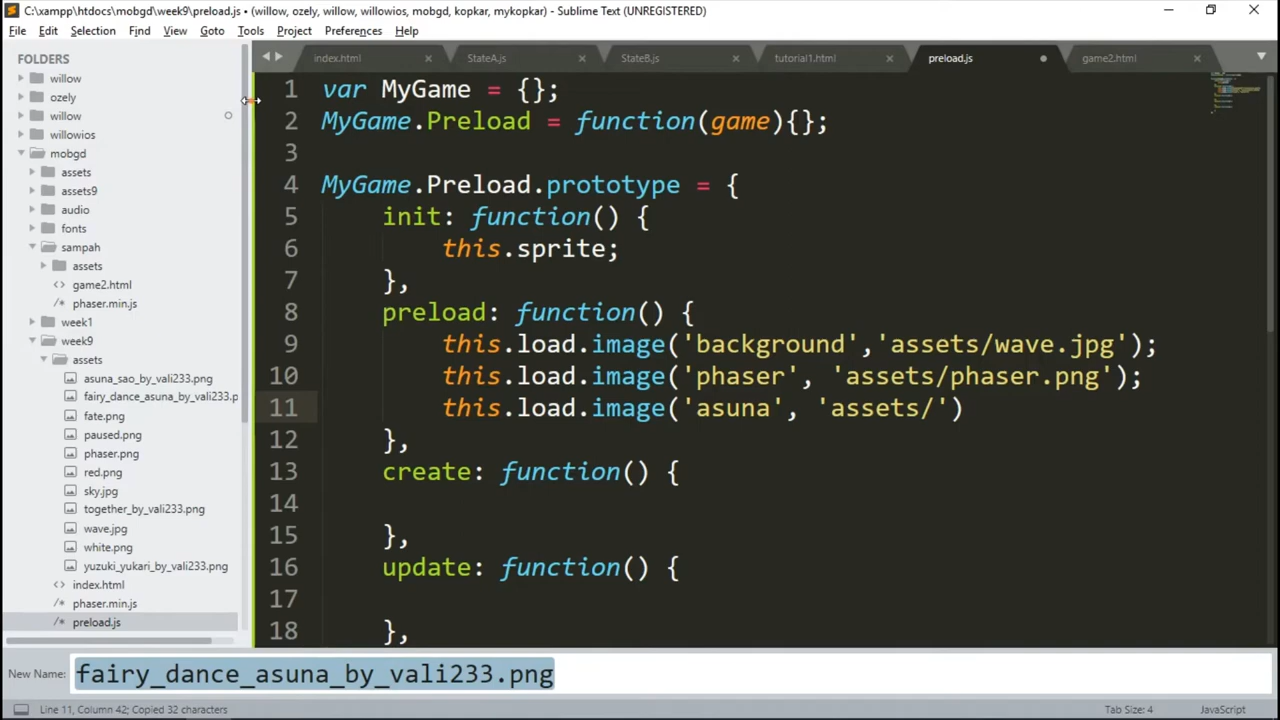 C:\xampp\htdocs\mobgd\week9\preload.js • (willow, ozely, willow, willowios, mobgd, kopkar, mykopkar) - Sublime Text (UNREGISTERED)
File Edit Selection Find View Goto Tools Project Preferences Help
FOLDERS
willow
ozely
willow
willowios
mobgd
assets
assets9
audio
fonts
sampah
assets
game2.html
phaser.min.js
week1
week9
assets
asuna_sao_by_vali233.png
fairy_dance_asuna_by_vali233.p
fate.png
paused.png
phaser.png
red.png
sky.jpg
together_by_vali233.png
wave.jpg
white.png
yuzuki_yukari_by_vali233.png
index.html
phaser.min.js
preload.js
index.html StateA.js StateB.js tutorial1.html preload.js game2.html
1 var MyGame = {};
2 MyGame.Preload = function(game){};
3
4 MyGame.Preload.prototype = {
5 init: function() {
6 this.sprite;
7 },
8 preload: function() {
9 this.load.image('background','assets/wave.jpg');
10 this.load.image('phaser', 'assets/phaser.png');
11 this.load.image('asuna', 'assets/')
12 },
13 create: function() {
14
15 },
16 update: function() {
17
18 },
New Name: fairy_dance_asuna_by_vali233.png
Line 11, Column 42; Copied 32 characters Tab Size: 4 JavaScript